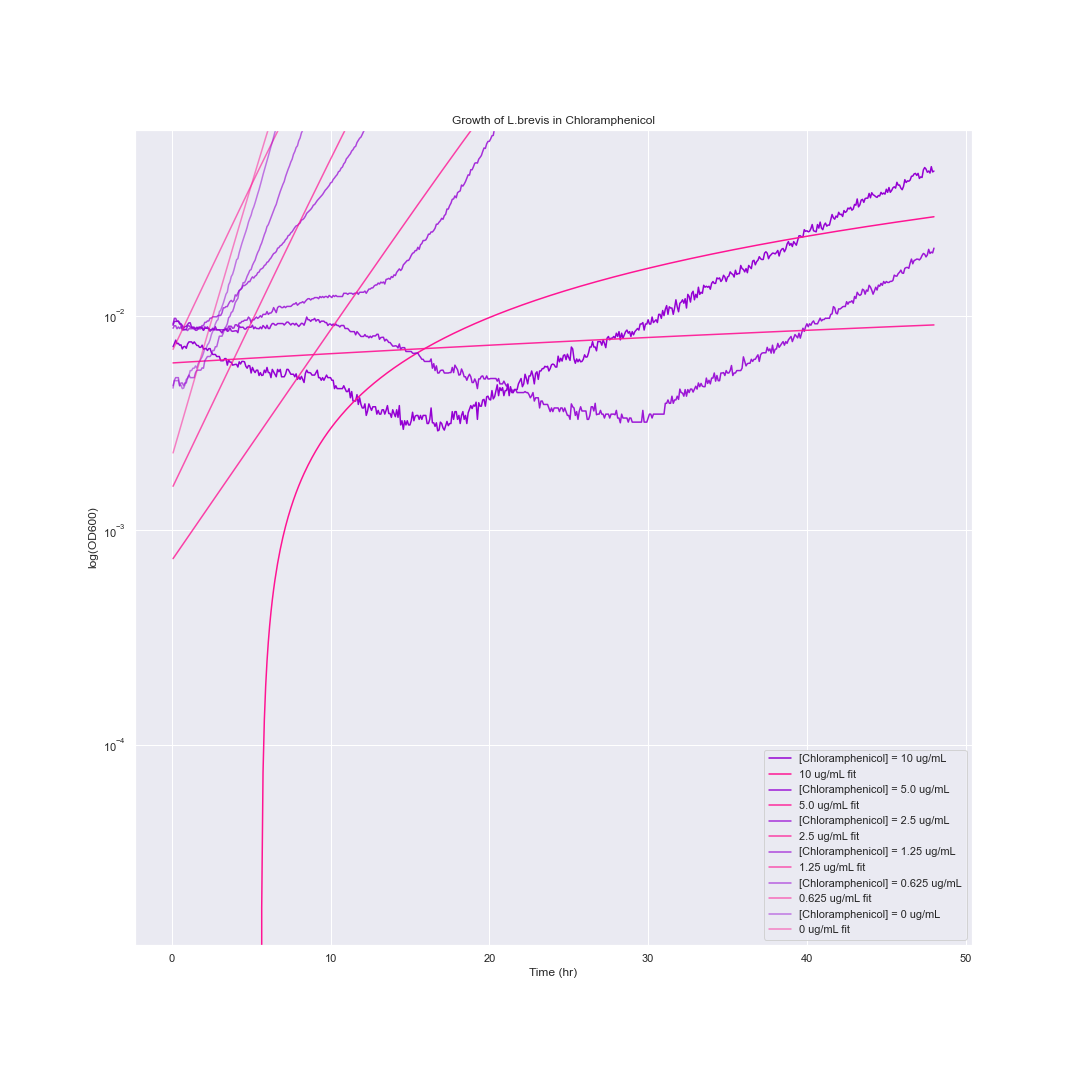 Growth of L.brevis in Chloramphenicol
log(OD600)
10⁻²
10⁻³
10⁻⁴
0 10 20 30 40 50
Time (hr)
[Chloramphenicol] = 10 ug/mL
10 ug/mL fit
[Chloramphenicol] = 5.0 ug/mL
5.0 ug/mL fit
[Chloramphenicol] = 2.5 ug/mL
2.5 ug/mL fit
[Chloramphenicol] = 1.25 ug/mL
1.25 ug/mL fit
[Chloramphenicol] = 0.625 ug/mL
0.625 ug/mL fit
[Chloramphenicol] = 0 ug/mL
0 ug/mL fit